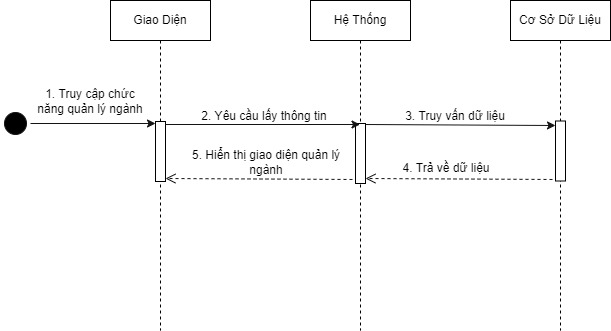 Giao Diện
Hệ Thống
Cơ Sở Dữ Liệu
1. Truy cập chức
năng quản lý ngành
2. Yêu cầu lấy thông tin
3. Truy vấn dữ liệu
5. Hiển thị giao diện quản lý
ngành
4. Trả về dữ liệu